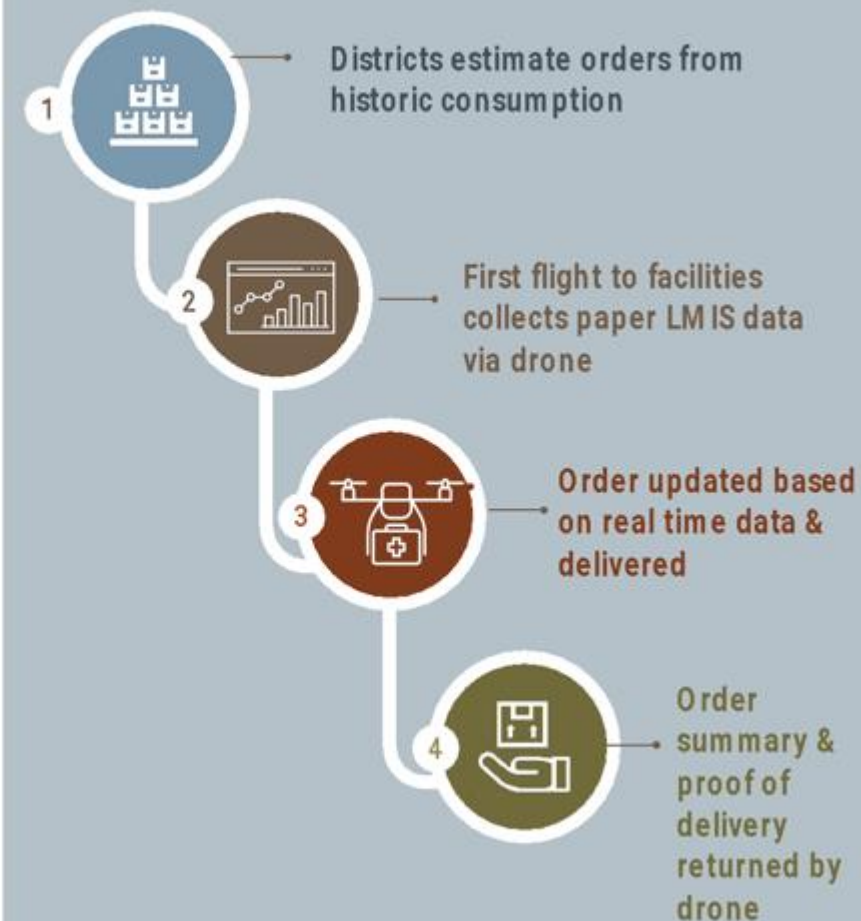 1
Districts estimate orders from
historic consumption
2
First flight to facilities
collects paper LMIS data
via drone
3
Order updated based
on real time data &
delivered
4
Order
summary &
proof of
delivery
returned by
drone